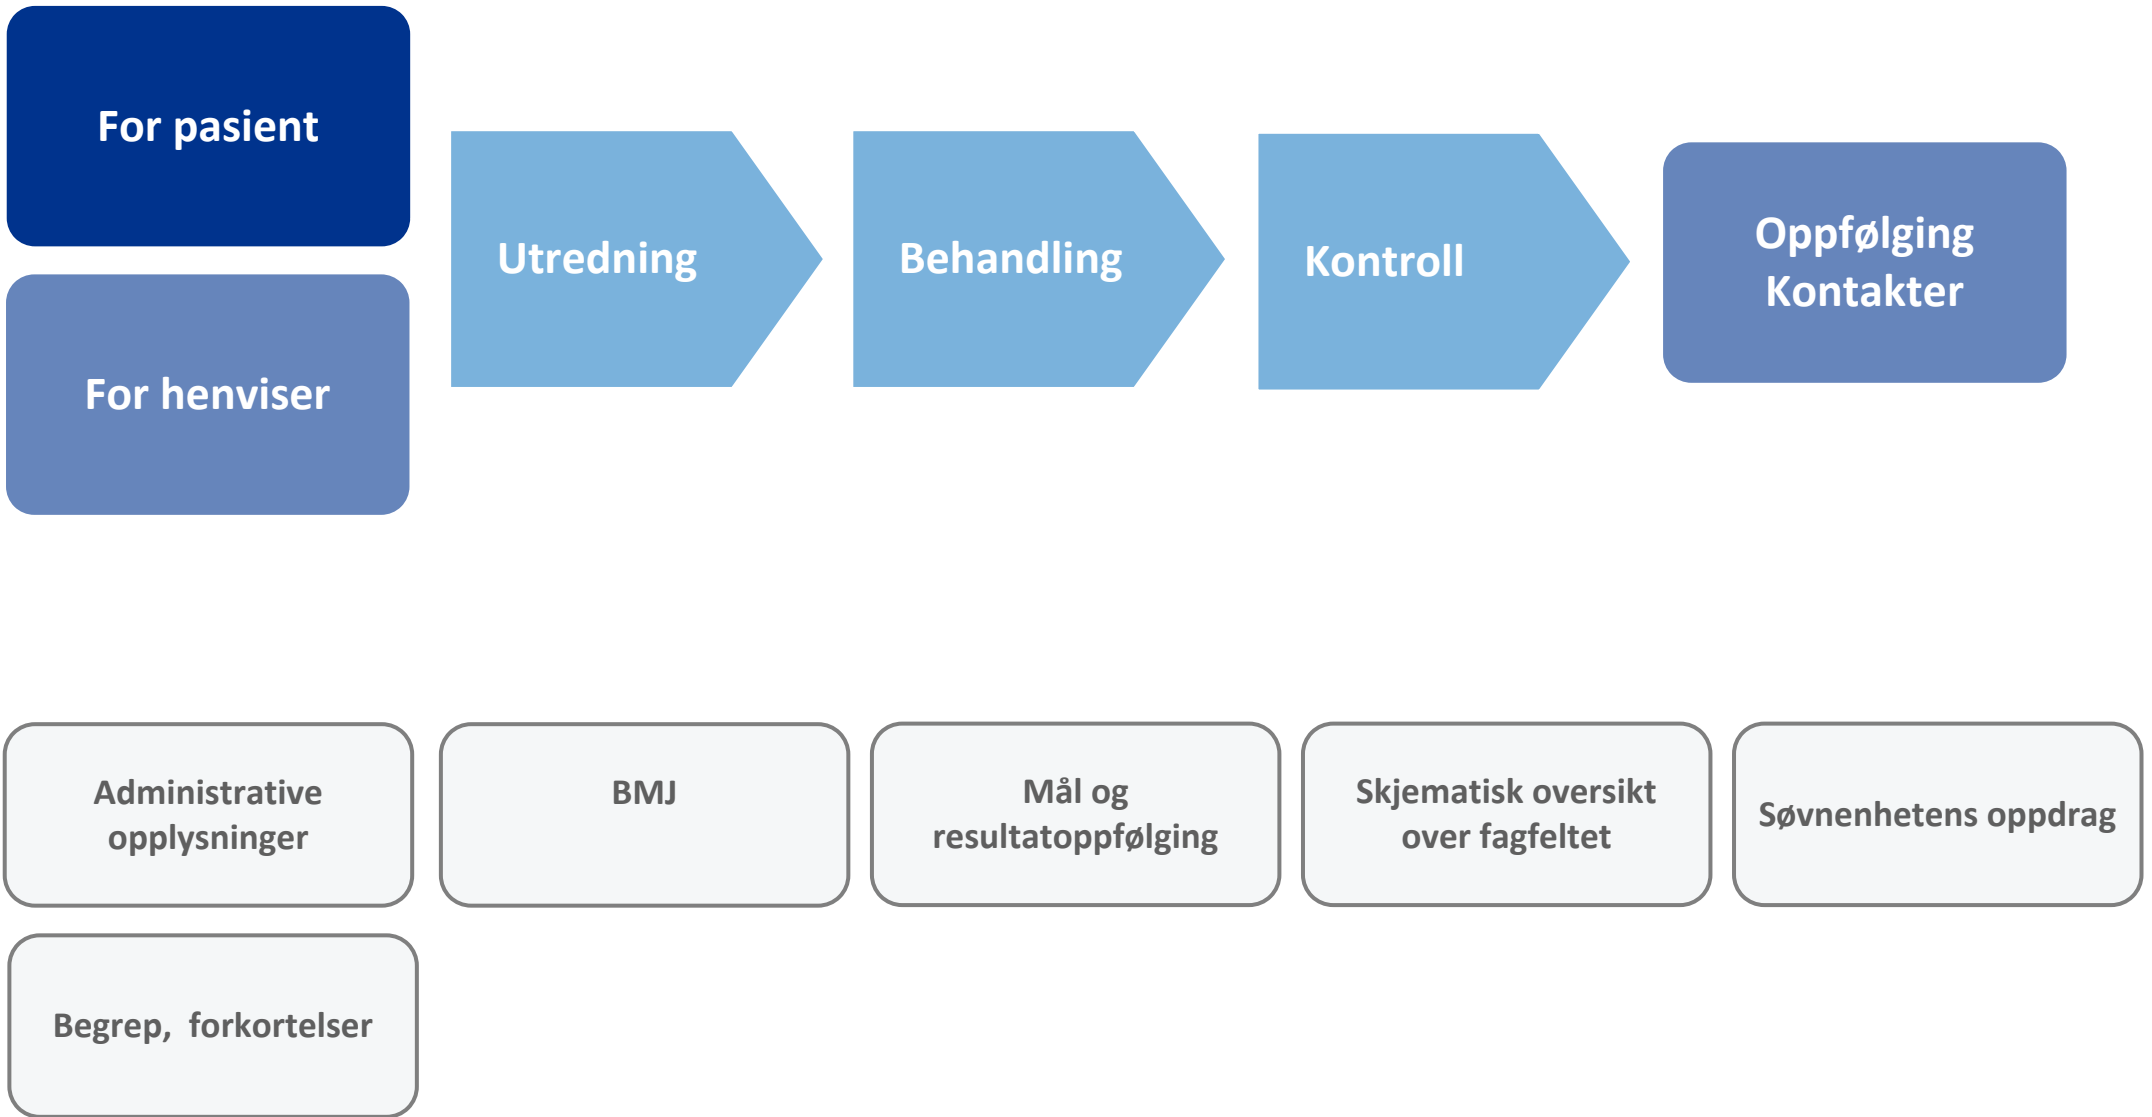 For pasient
For henviser
Utredning
Behandling
Kontroll
Oppfølging
Kontakter
Administrative
opplysninger
BMJ
Mål og
resultatoppfølging
Skjematisk oversikt
over fagfeltet
Søvnenhetens oppdrag
Begrep,  forkortelser